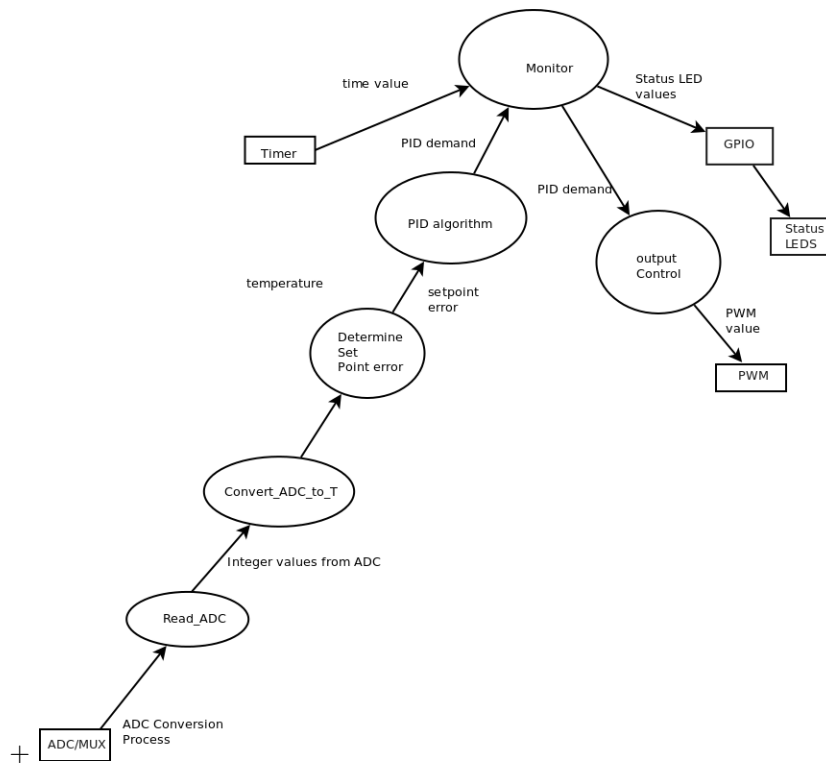 Monitor
time value
Status LED
values
Timer
PID demand
GPIO
PID demand
PID algorithm
Status
LEDS
output
Control
temperature
setpoint
error
PWM
value
Determine
Set
Point error
PWM
Convert_ADC_to_T
Integer values from ADC
Read_ADC
ADC Conversion
Process
ADC/MUX